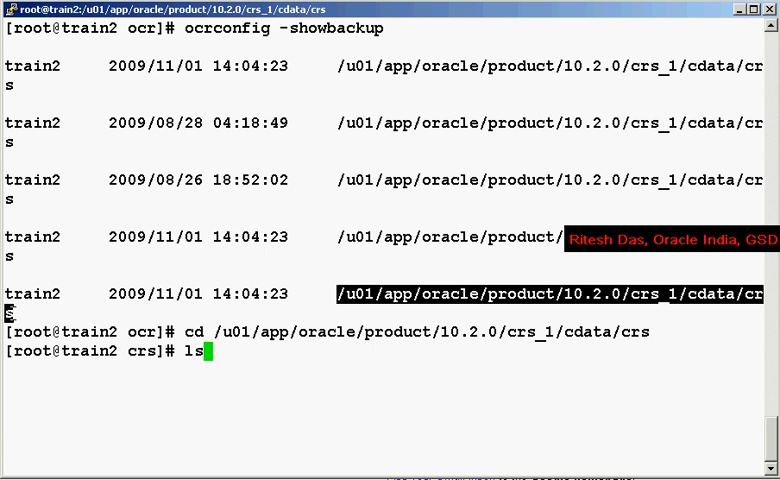 root@train2:/u01/app/oracle/product/10.2.0/crs_1/cdata/crs
[root@train2 ocr]# ocrconfig -showbackup
train2     2009/11/01 14:04:23     /u01/app/oracle/product/10.2.0/crs_1/cdata/cr
s
train2     2009/08/28 04:18:49     /u01/app/oracle/product/10.2.0/crs_1/cdata/cr
s
train2     2009/08/26 18:52:02     /u01/app/oracle/product/10.2.0/crs_1/cdata/cr
s
train2     2009/11/01 14:04:23     /u01/app/oracle/product/
Ritesh Das, Oracle India, GSD
s
train2     2009/11/01 14:04:23     /u01/app/oracle/product/10.2.0/crs_1/cdata/cr
s
[root@train2 ocr]# cd /u01/app/oracle/product/10.2.0/crs_1/cdata/crs
[root@train2 crs]# ls